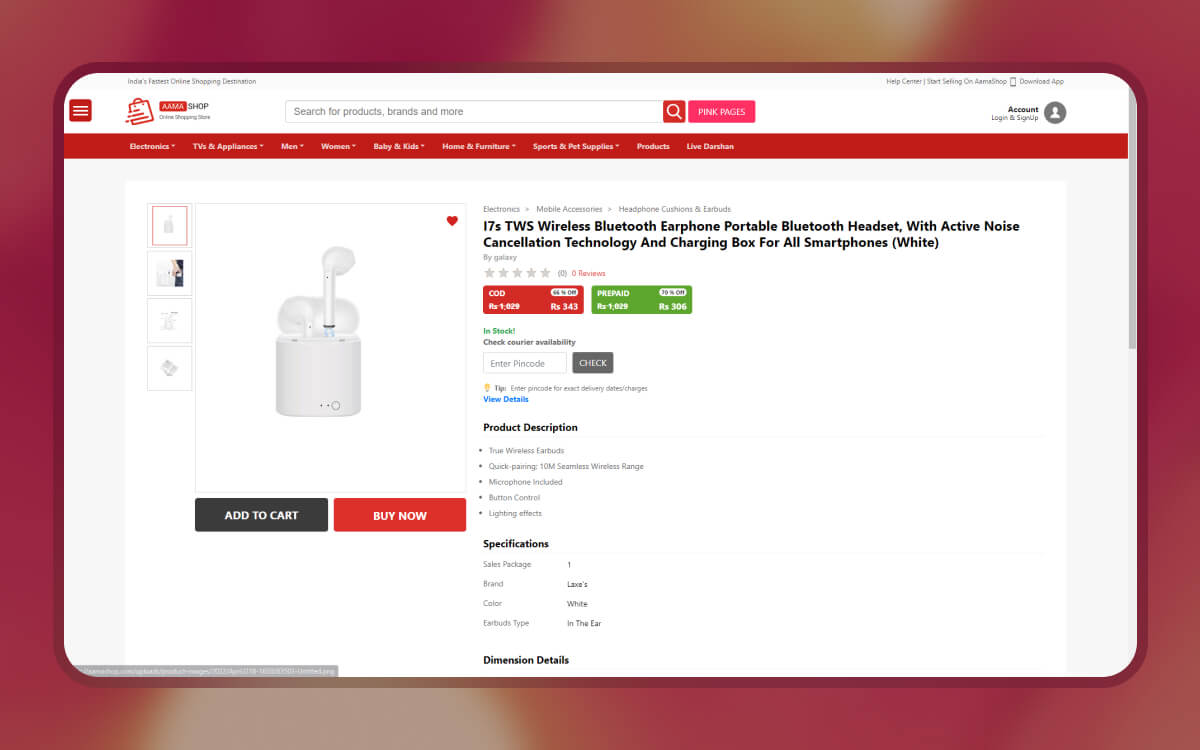 India's Fastest Online Shopping Destination
Help Center | Start Selling On AamaShop Download App
AAMA SHOP
Online Shopping Store
Search for products, brands and more
PINK PAGES
Account
Login & SignUp
Electronics TVs & Appliances Men Women Baby & Kids Home & Furniture Sports & Pet Supplies Products Live Darshan
Electronics > Mobile Accessories > Headphone Cushions & Earbuds
I7s TWS Wireless Bluetooth Earphone Portable Bluetooth Headset, With Active Noise
Cancellation Technology And Charging Box For All Smartphones (White)
By galaxy
(0) 0 Reviews
COD 66 % Off
Rs 1,029 Rs 343
PREPAID 70 % Off
Rs 1,029 Rs 306
In Stock!
Check courier availability
Enter Pincode CHECK
Tip: Enter pincode for exact delivery dates/charges
View Details
Product Description
True Wireless Earbuds
Quick-pairing: 10M Seamless Wireless Range
Microphone Included
Button Control
Lighting effects
ADD TO CART BUY NOW
Specifications
Sales Package 1
Brand Laxe's
Color White
Earbuds Type In The Ear
Dimension Details